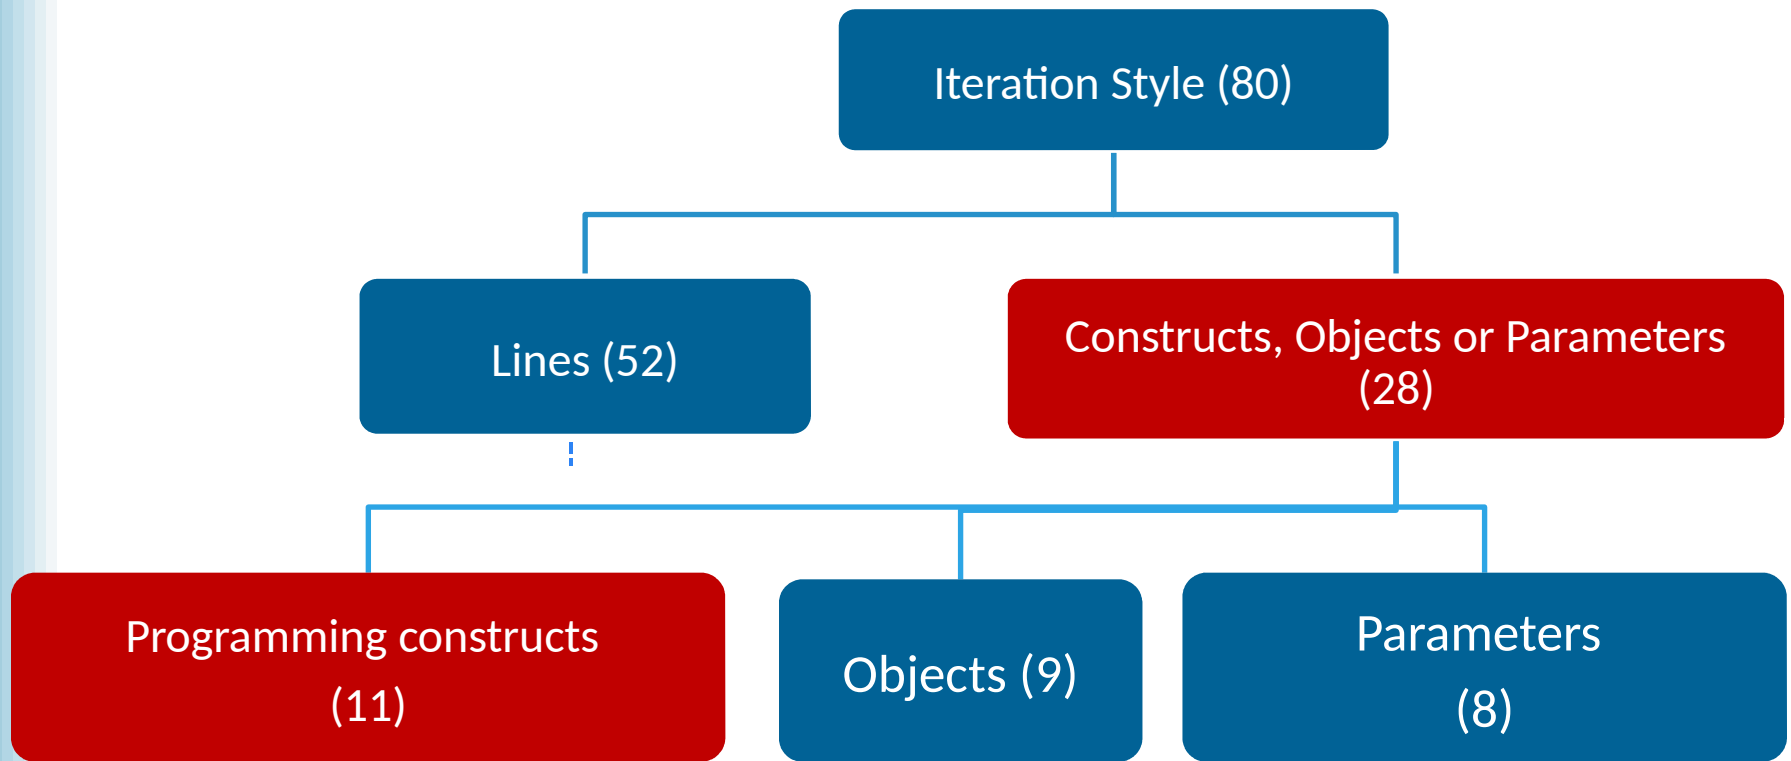 Iteration Style (80)
Lines (52)
Constructs, Objects or Parameters
(28)
Programming constructs
(11)
Objects (9)
Parameters
(8)